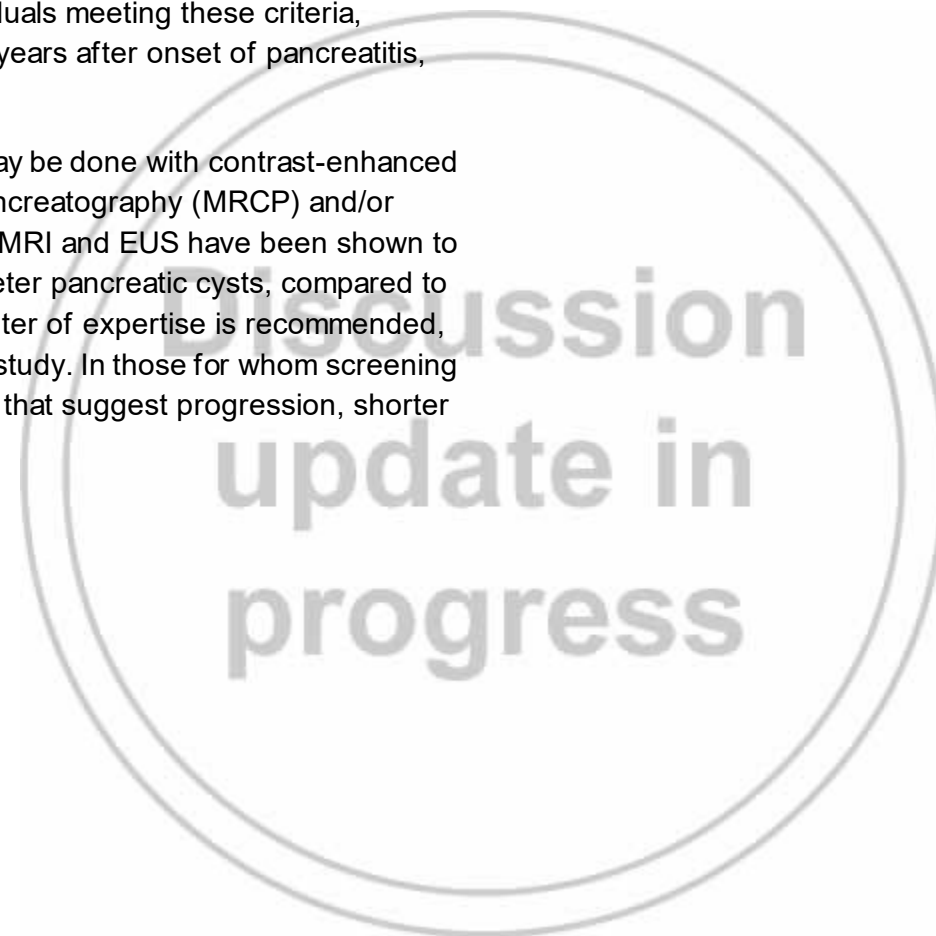 duals meeting these criteria,
years after onset of pancreatitis,
ay be done with contrast-enhanced
ncreatography (MRCP) and/or
MRI and EUS have been shown to
eter pancreatic cysts, compared to
ter of expertise is recommended,
study. In those for whom screening
that suggest progression, shorter
Discussion
update in
progress